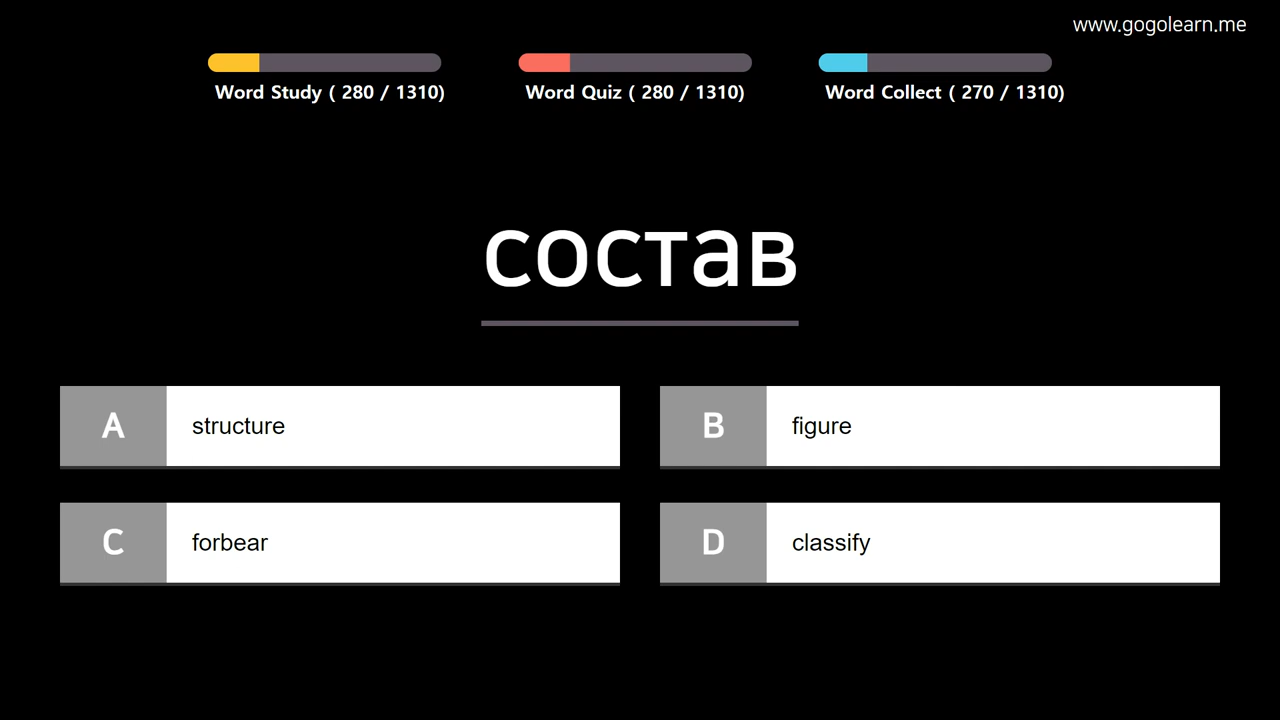 www.gogolearn.me
Word Study ( 280 / 1310)
Word Quiz ( 280 / 1310)
Word Collect ( 270 / 1310)
состав
A structure
B figure
C forbear
D classify